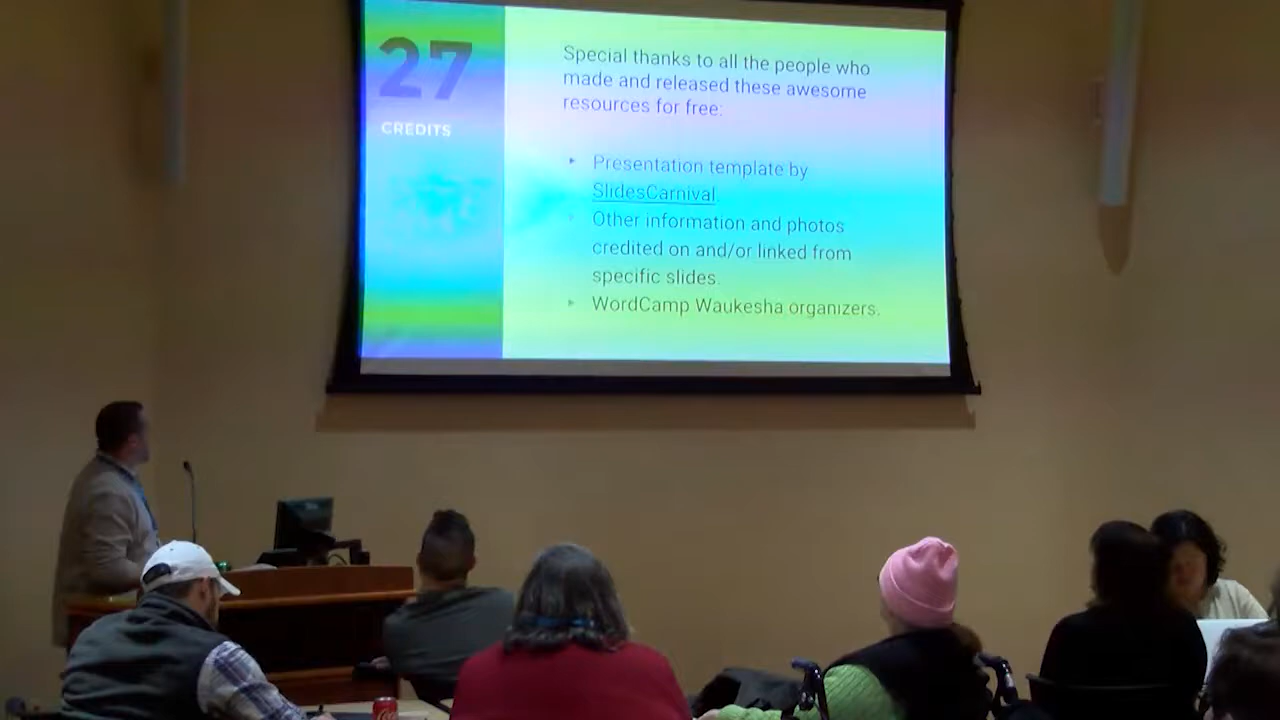 27
CREDITS
Special thanks to all the people who
made and released these awesome
resources for free:
Presentation template by
SlidesCarnival
Other information and photos
credited on and/or linked from
specific slides.
WordCamp Waukesha organizers.